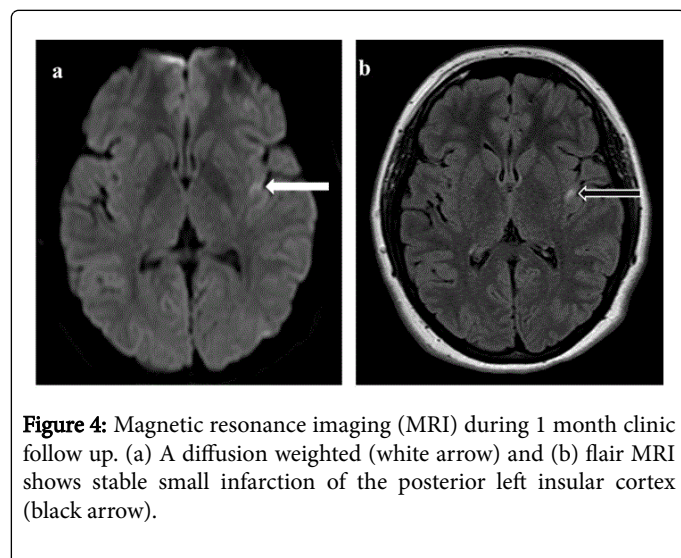 a
b
Figure 4: Magnetic resonance imaging (MRI) during 1 month clinic
follow up. (a) A diffusion weighted (white arrow) and (b) flair MRI
shows stable small infarction of the posterior left insular cortex
(black arrow).